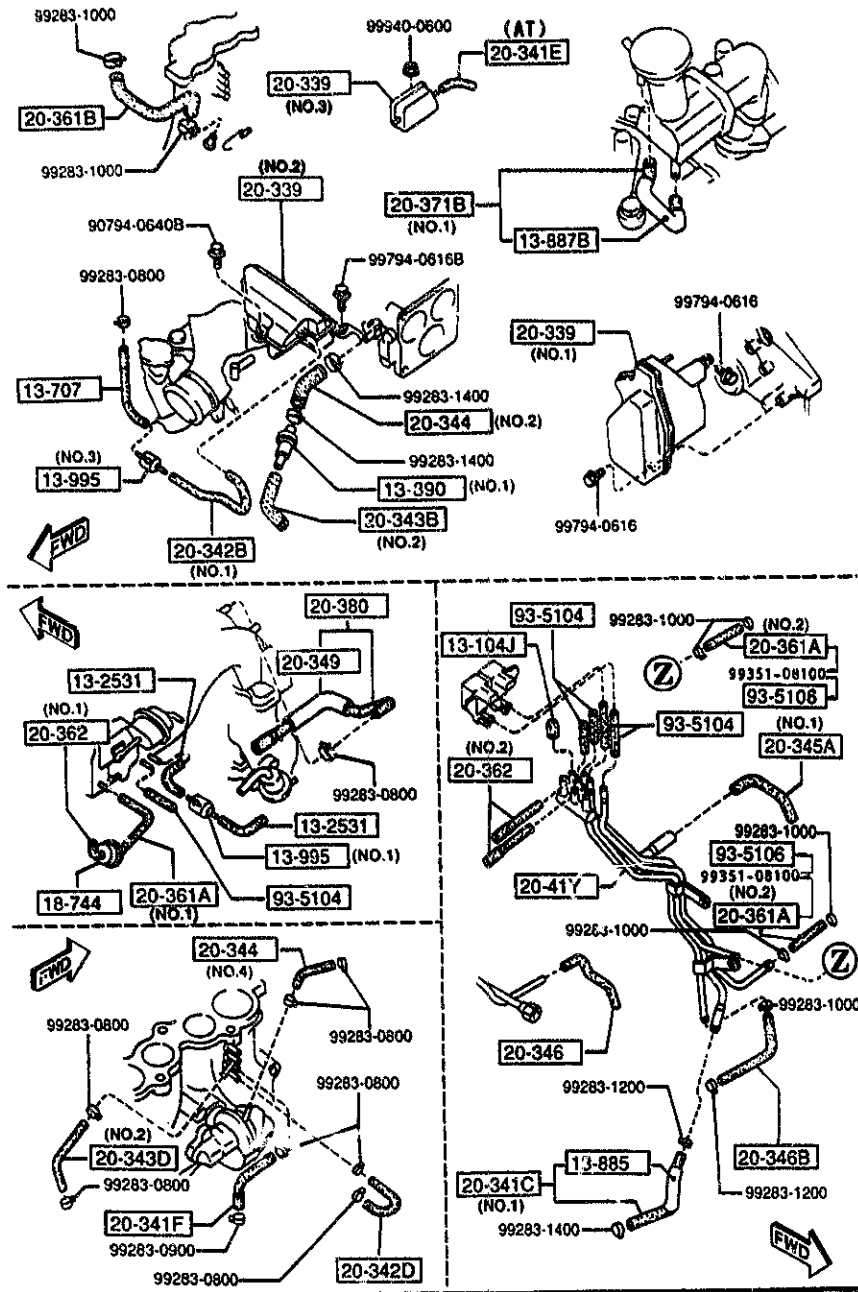 99283-1000
20-361B
99283-1000
99940-0600
(AT)
20-341E
20-339
(NO.3)
(NO.2)
20-339
20-371B
(NO.1)
13-887B
90794-0640B
99794-0616B
99283-0800
13-707
99794-0616
20-339
(NO.1)
99283-1400
20-344 (NO.2)
99283-1400
(NO.3)
13-995
13-390 (NO.1)
20-343B
(NO.2)
99794-0616
20-342B
(NO.1)
FWD
FWD
20-380
20-349
13-2531
(NO.1)
20-362
99283-0800
13-2531
13-995 (NO.1)
18-744
20-361A
(NO.1)
93-5104
93-5104
13-104J
99283-1000
(NO.2)
20-361A
Z
99351-08100
93-5106
93-5104
(NO.2)
20-362
(NO.1)
20-345A
99283-1000
93-5106
99351-08100
(NO.2)
20-361A
20-41Y
99283-1000
Z
99283-1000
20-346
99283-1200
20-346B
13-885
20-341C
(NO.1)
99283-1200
99283-1400
FWD
FWD
20-344
(NO.4)
99283-0800
99283-0800
99283-0800
(NO.2)
20-343D
99283-0800
20-341F
99283-0900
99283-0800
20-342D